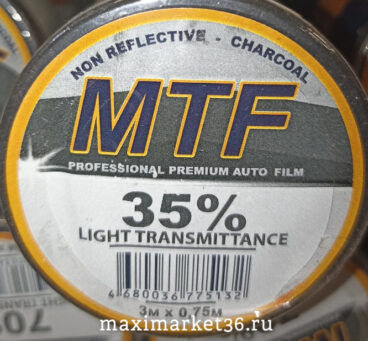 NON REFLECTIVE - CHARCOAL
MTF
PROFESSIONAL PREMIUM AUTO FILM
35%
LIGHT TRANSMITTANCE
4 680036 775132
3м x 0,75м
maximarket36.ru